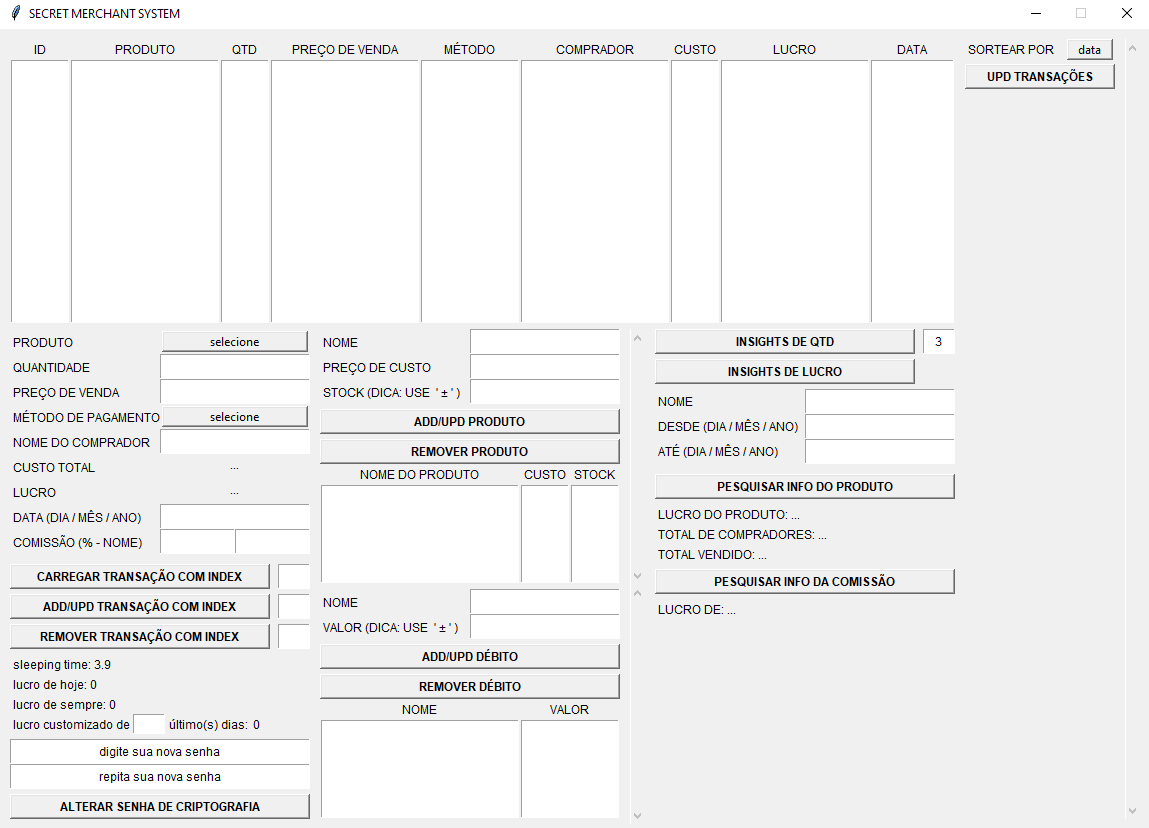 SECRET MERCHANT SYSTEM
ID PRODUTO QTD PREÇO DE VENDA MÉTODO COMPRADOR CUSTO LUCRO DATA SORTEAR POR data
UPD TRANSAÇÕES
PRODUTO selecione
QUANTIDADE
PREÇO DE VENDA
MÉTODO DE PAGAMENTO selecione
NOME DO COMPRADOR
CUSTO TOTAL ...
LUCRO ...
DATA (DIA / MÊS / ANO)
COMISSÃO (% - NOME)
CARREGAR TRANSAÇÃO COM INDEX
ADD/UPD TRANSAÇÃO COM INDEX
REMOVER TRANSAÇÃO COM INDEX
sleeping time: 3.9
lucro de hoje: 0
lucro de sempre: 0
lucro customizado de último(s) dias: 0
digite sua nova senha
repita sua nova senha
ALTERAR SENHA DE CRIPTOGRAFIA
NOME
PREÇO DE CUSTO
STOCK (DICA: USE ' ± ' )
ADD/UPD PRODUTO
REMOVER PRODUTO
NOME DO PRODUTO CUSTO STOCK
NOME
VALOR (DICA: USE ' ± ' )
ADD/UPD DÉBITO
REMOVER DÉBITO
NOME VALOR
INSIGHTS DE QTD 3
INSIGHTS DE LUCRO
NOME
DESDE (DIA / MÊS / ANO)
ATÉ (DIA / MÊS / ANO)
PESQUISAR INFO DO PRODUTO
LUCRO DO PRODUTO: ...
TOTAL DE COMPRADORES: ...
TOTAL VENDIDO: ...
PESQUISAR INFO DA COMISSÃO
LUCRO DE: ...